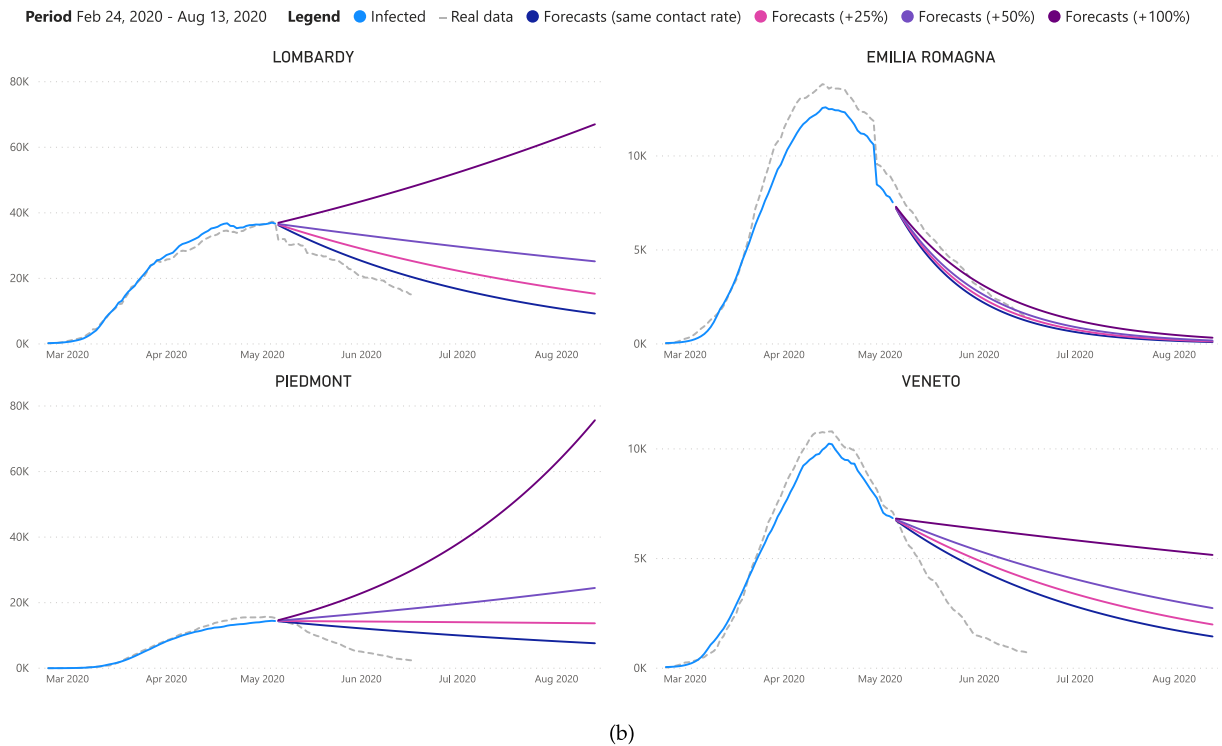 Period Feb 24, 2020 - Aug 13, 2020 Legend Infected Real data Forecasts (same contact rate) Forecasts (+25%) Forecasts (+50%) Forecasts (+100%)
LOMBARDY
80K
60K
40K
20K
0K
Mar 2020 Apr 2020 May 2020 Jun 2020 Jul 2020 Aug 2020
EMILIA ROMAGNA
10K
5K
0K
Mar 2020 Apr 2020 May 2020 Jun 2020 Jul 2020 Aug 2020
PIEDMONT
80K
60K
40K
20K
0K
Mar 2020 Apr 2020 May 2020 Jun 2020 Jul 2020 Aug 2020
VENETO
10K
5K
0K
Mar 2020 Apr 2020 May 2020 Jun 2020 Jul 2020 Aug 2020
(b)